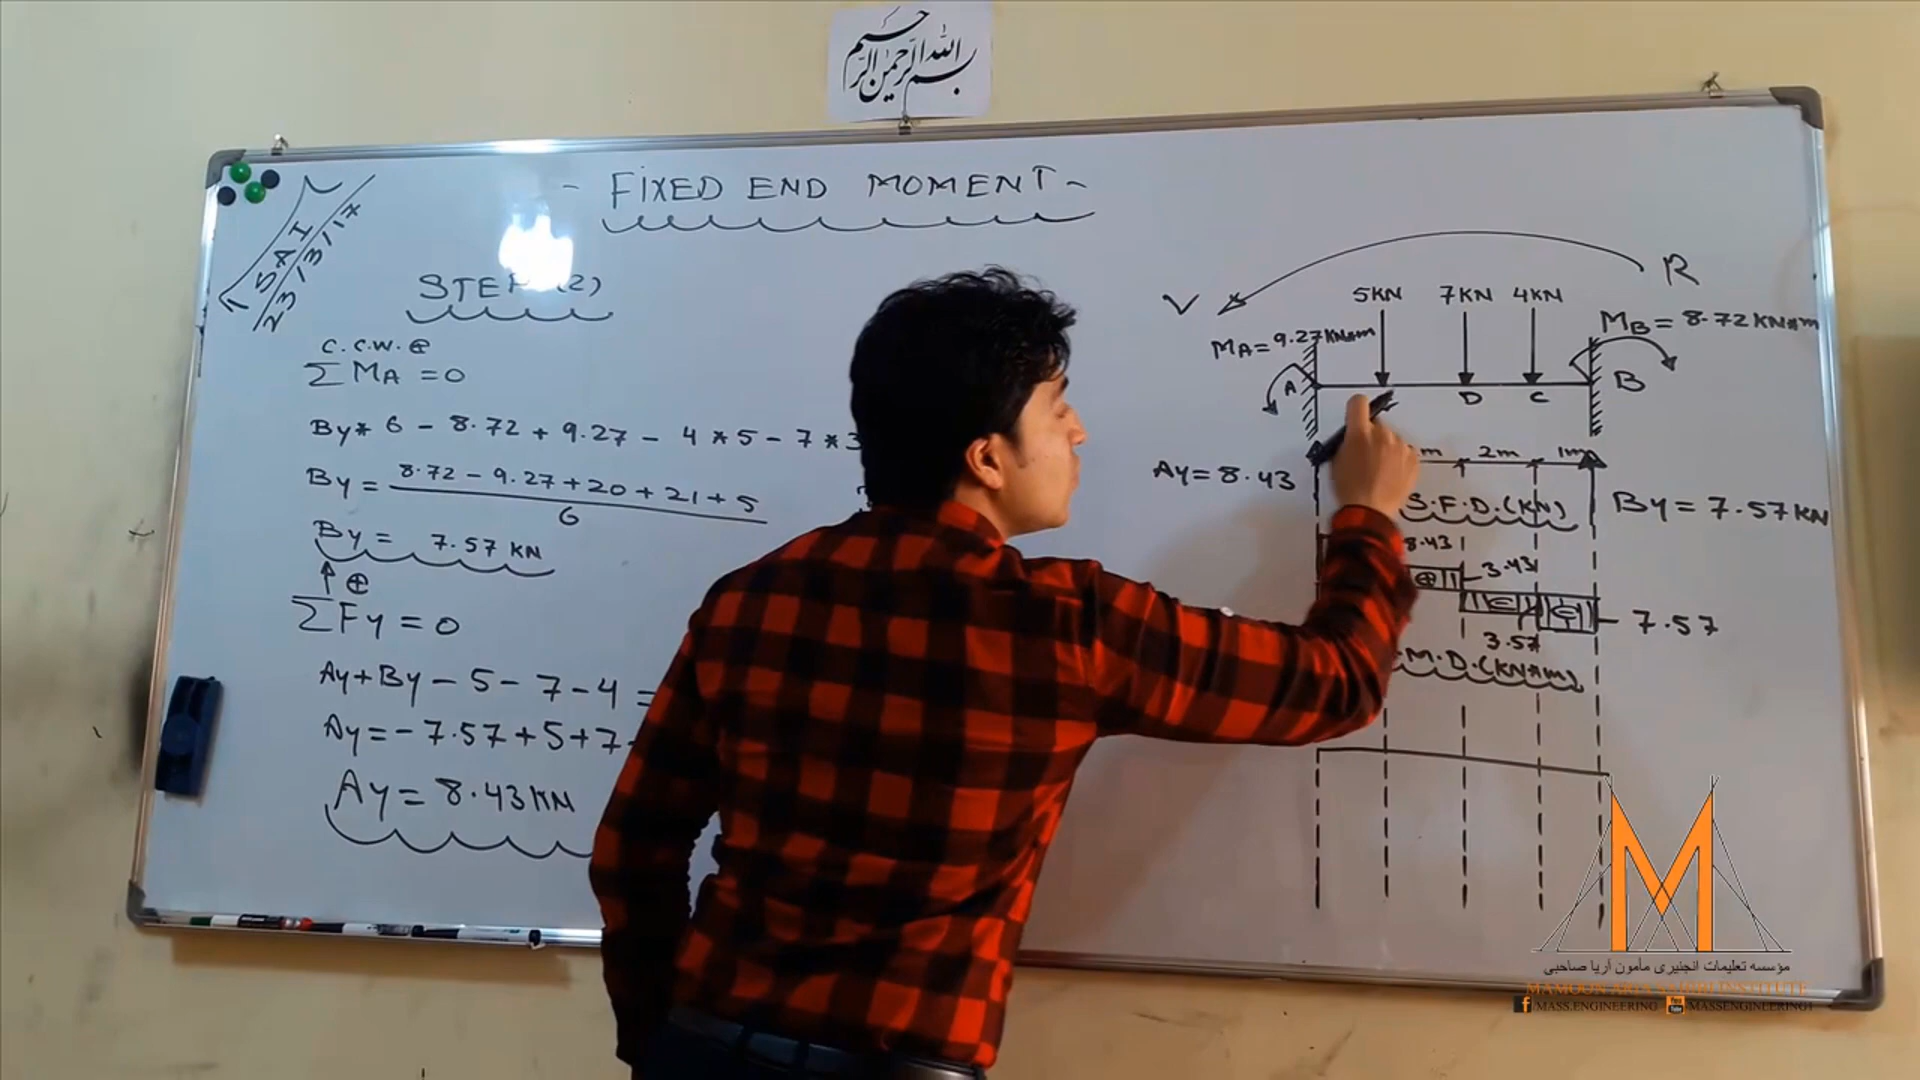 بسم الله الرحمن الرحیم
- FIXED END MOMENT -
1 SAI
23/3/17
STEP (2)
C.C.W. ⊕
ΣMA = 0
By* 6 - 8.72 + 9.27 - 4 * 5 - 7 * 3
By = 8.72 - 9.27 + 20 + 21 + 5
6
By = 7.57 KN
↑ ⊕
ΣFy = 0
Ay + By - 5 - 7 - 4 =
Ay = - 7.57 + 5 + 7
Ay = 8.43 KN
V
R
5KN 7KN 4KN
MA = 9.27 KN*m
MB = 8.72 KN*m
A D C B
m 2m 1m
Ay = 8.43
By = 7.57 KN
S.F.D.(KN)
8.43
⊕
3.43
7.57
3.57
M.D.(KN*m)
M
مؤسسه تعلیمات انجنیری مأمون آریا صاحبی
MAMOON ARYA SAHIBI INSTITUTE
f /MASS.ENGINEERING You Tube /MASSENGINEERING1